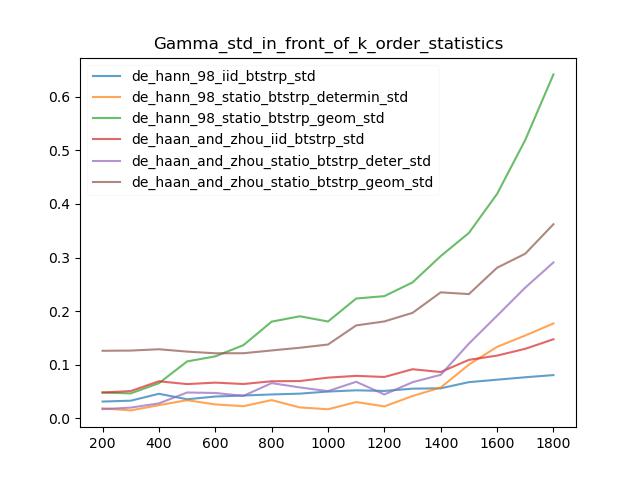 Gamma_std_in_front_of_k_order_statistics
de_hann_98_iid_btstrp_std
de_hann_98_statio_btstrp_determin_std
de_hann_98_statio_btstrp_geom_std
de_haan_and_zhou_iid_btstrp_std
de_haan_and_zhou_statio_btstrp_deter_std
de_haan_and_zhou_statio_btstrp_geom_std
0.6
0.5
0.4
0.3
0.2
0.1
0.0
200 400 600 800 1000 1200 1400 1600 1800